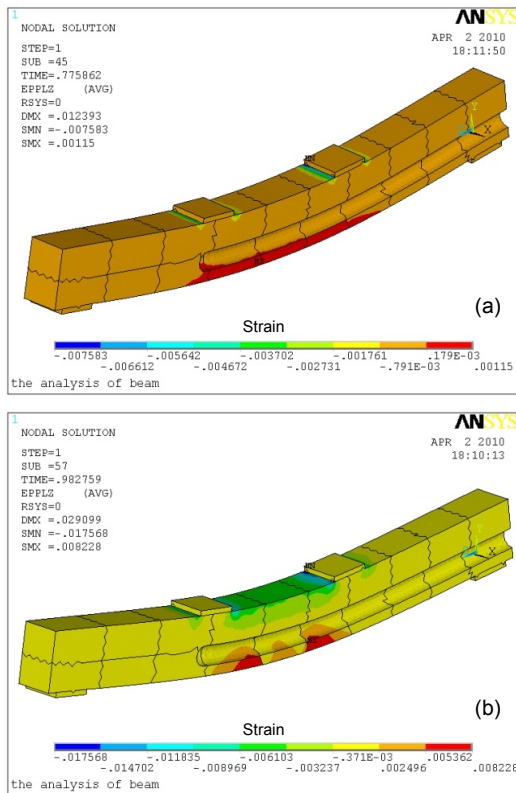 1
ANSYS
NODAL SOLUTION
APR 2 2010
18:11:50
STEP=1
SUB =45
TIME=.775862
EPPLZ (AVG)
RSYS=0
DMX =.012393
SMN =-.007583
SMX =.00115
MN
Y
X
MX
(a)
Strain
-.007583 -.005642 -.003702 -.001761 .179E-03
-.006612 -.004672 -.002731 -.791E-03 .00115
the analysis of beam
1
ANSYS
NODAL SOLUTION
APR 2 2010
18:10:13
STEP=1
SUB =57
TIME=.982759
EPPLZ (AVG)
RSYS=0
DMX =.029099
SMN =-.017568
SMX =.008228
MN
Y
X
(b)
Strain
-.017568 -.011835 -.006103 -.371E-03 .005362
-.014702 -.008969 -.003237 .002496 .008228
the analysis of beam